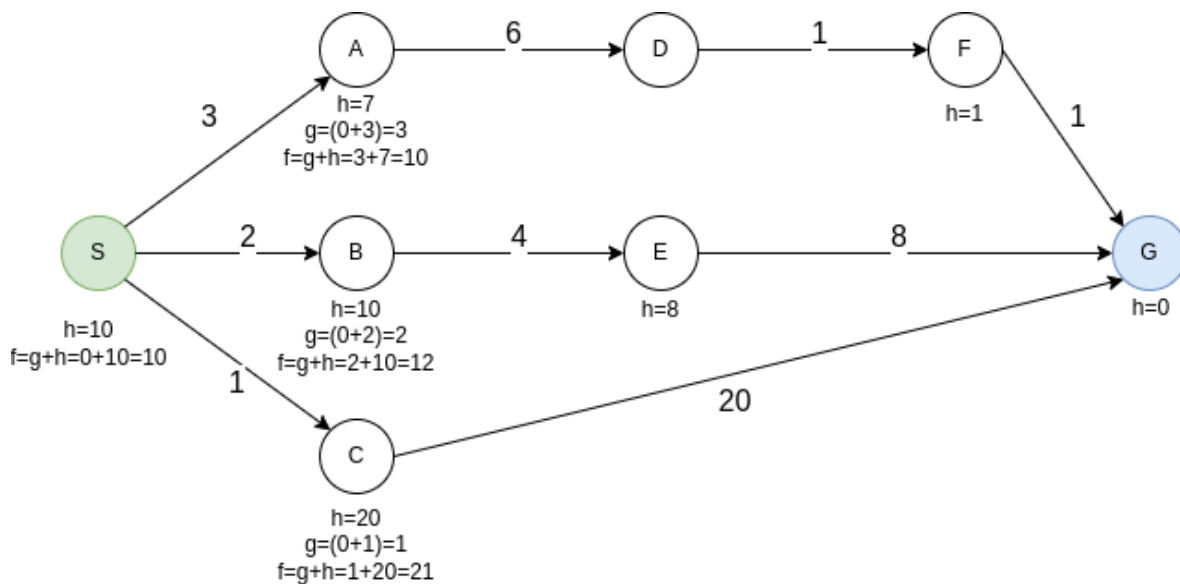 A
6
D
1
F
3
h=7
g=(0+3)=3
f=g+h=3+7=10
h=1
1
S
2
B
4
E
8
G
h=10
f=g+h=0+10=10
h=10
g=(0+2)=2
f=g+h=2+10=12
h=8
h=0
1
20
C
h=20
g=(0+1)=1
f=g+h=1+20=21